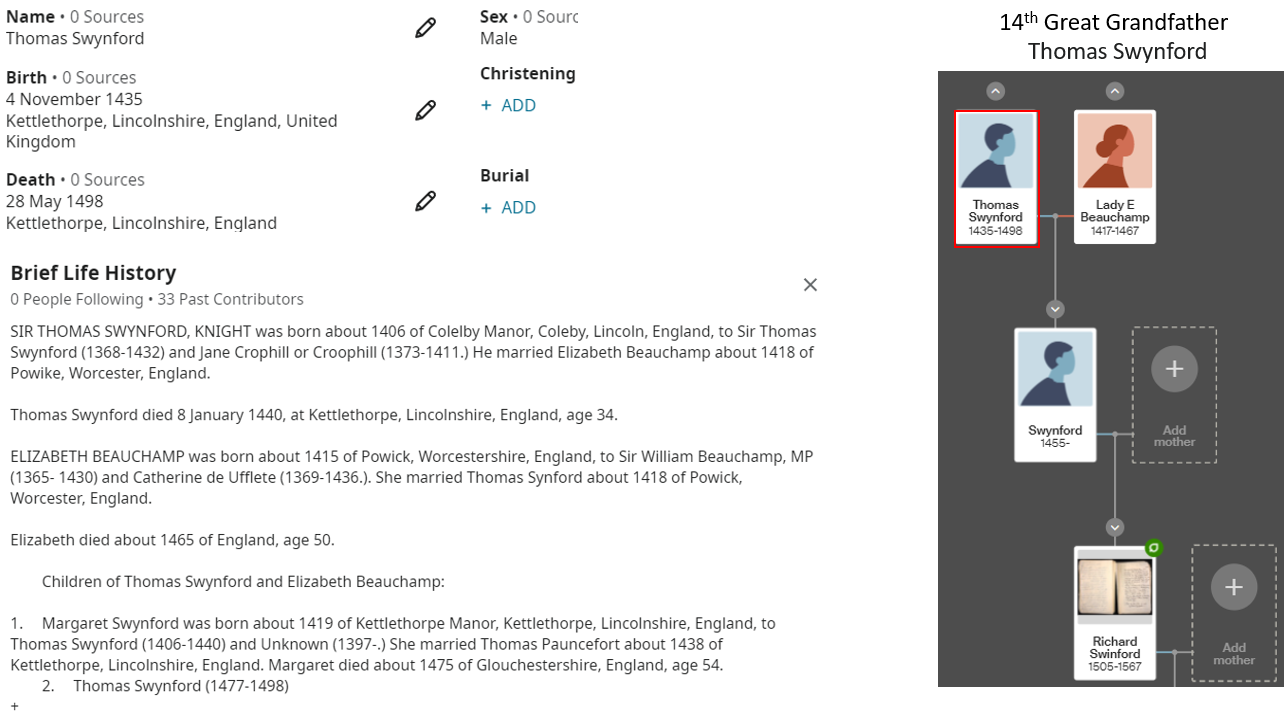 Name • 0 Sources
Thomas Swynford
Birth • 0 Sources
4 November 1435
Kettlethorpe, Lincolnshire, England, United
Kingdom
Death • 0 Sources
28 May 1498
Kettlethorpe, Lincolnshire, England
Sex • 0 Sourc
Male
Christening
+ ADD
Burial
+ ADD
Brief Life History
0 People Following • 33 Past Contributors
SIR THOMAS SWYNFORD, KNIGHT was born about 1406 of Colelby Manor, Coleby, Lincoln, England, to Sir Thomas
Swynford (1368-1432) and Jane Crophill or Croophill (1373-1411.) He married Elizabeth Beauchamp about 1418 of
Powike, Worcester, England.
Thomas Swynford died 8 January 1440, at Kettlethorpe, Lincolnshire, England, age 34.
ELIZABETH BEAUCHAMP was born about 1415 of Powick, Worcestershire, England, to Sir William Beauchamp, MP
(1365- 1430) and Catherine de Ufflete (1369-1436.). She married Thomas Synford about 1418 of Powick,
Worcester, England.
Elizabeth died about 1465 of England, age 50.
Children of Thomas Swynford and Elizabeth Beauchamp:
1. Margaret Swynford was born about 1419 of Kettlethorpe Manor, Kettlethorpe, Lincolnshire, England, to
Thomas Swynford (1406-1440) and Unknown (1397-.) She married Thomas Pauncefort about 1438 of
Kettlethorpe, Lincolnshire, England. Margaret died about 1475 of Glouchestershire, England, age 54.
2. Thomas Swynford (1477-1498)
+
14th Great Grandfather
Thomas Swynford
Thomas
Swynford
1435-1498
Lady E
Beauchamp
1417-1467
Swynford
1455-
Add
mother
Richard
Swinford
1505-1567
Add
mother